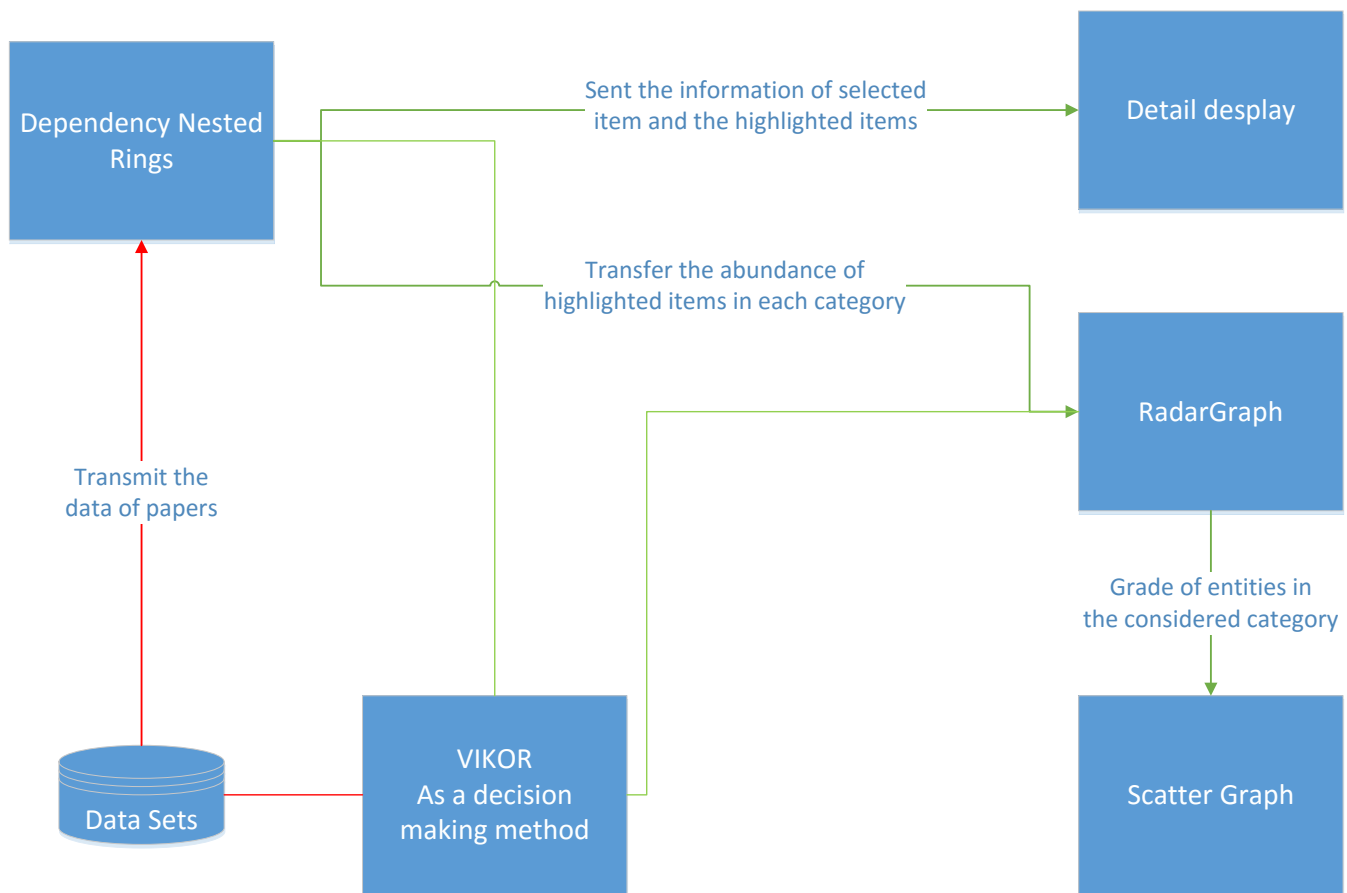 Dependency Nested
Rings
Sent the information of selected
item and the highlighted items
Detail desplay
Transfer the abundance of
highlighted items in each category
RadarGraph
Transmit the
data of papers
Grade of entities in
the considered category
Data Sets
VIKOR
As a decision
making method
Scatter Graph